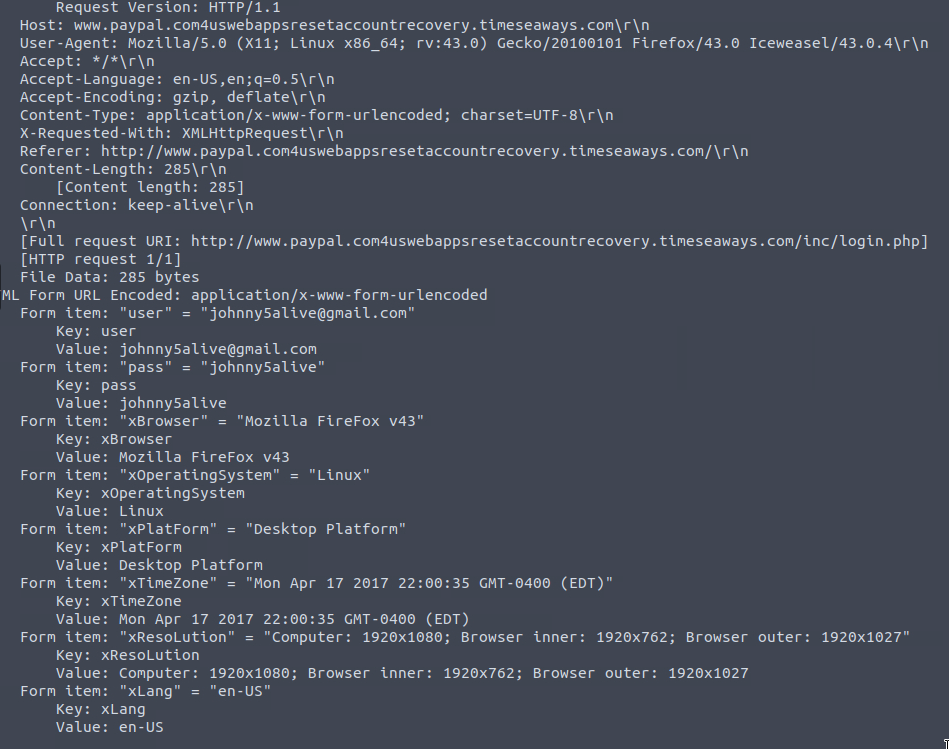 Request Version: HTTP/1.1
Host: www.paypal.com4uswebappsresetaccountrecovery.timeseaways.com\r\n
User-Agent: Mozilla/5.0 (X11; Linux x86_64; rv:43.0) Gecko/20100101 Firefox/43.0 Iceweasel/43.0.4\r\n
Accept: */*\r\n
Accept-Language: en-US,en;q=0.5\r\n
Accept-Encoding: gzip, deflate\r\n
Content-Type: application/x-www-form-urlencoded; charset=UTF-8\r\n
X-Requested-With: XMLHttpRequest\r\n
Referer: http://www.paypal.com4uswebappsresetaccountrecovery.timeseaways.com/\r\n
Content-Length: 285\r\n
[Content length: 285]
Connection: keep-alive\r\n
\r\n
[Full request URI: http://www.paypal.com4uswebappsresetaccountrecovery.timeseaways.com/inc/login.php]
[HTTP request 1/1]
File Data: 285 bytes
ML Form URL Encoded: application/x-www-form-urlencoded
Form item: "user" = "johnny5alive@gmail.com"
Key: user
Value: johnny5alive@gmail.com
Form item: "pass" = "johnny5alive"
Key: pass
Value: johnny5alive
Form item: "xBrowser" = "Mozilla FireFox v43"
Key: xBrowser
Value: Mozilla FireFox v43
Form item: "xOperatingSystem" = "Linux"
Key: xOperatingSystem
Value: Linux
Form item: "xPlatForm" = "Desktop Platform"
Key: xPlatForm
Value: Desktop Platform
Form item: "xTimeZone" = "Mon Apr 17 2017 22:00:35 GMT-0400 (EDT)"
Key: xTimeZone
Value: Mon Apr 17 2017 22:00:35 GMT-0400 (EDT)
Form item: "xResoLution" = "Computer: 1920x1080; Browser inner: 1920x762; Browser outer: 1920x1027"
Key: xResoLution
Value: Computer: 1920x1080; Browser inner: 1920x762; Browser outer: 1920x1027
Form item: "xLang" = "en-US"
Key: xLang
Value: en-US